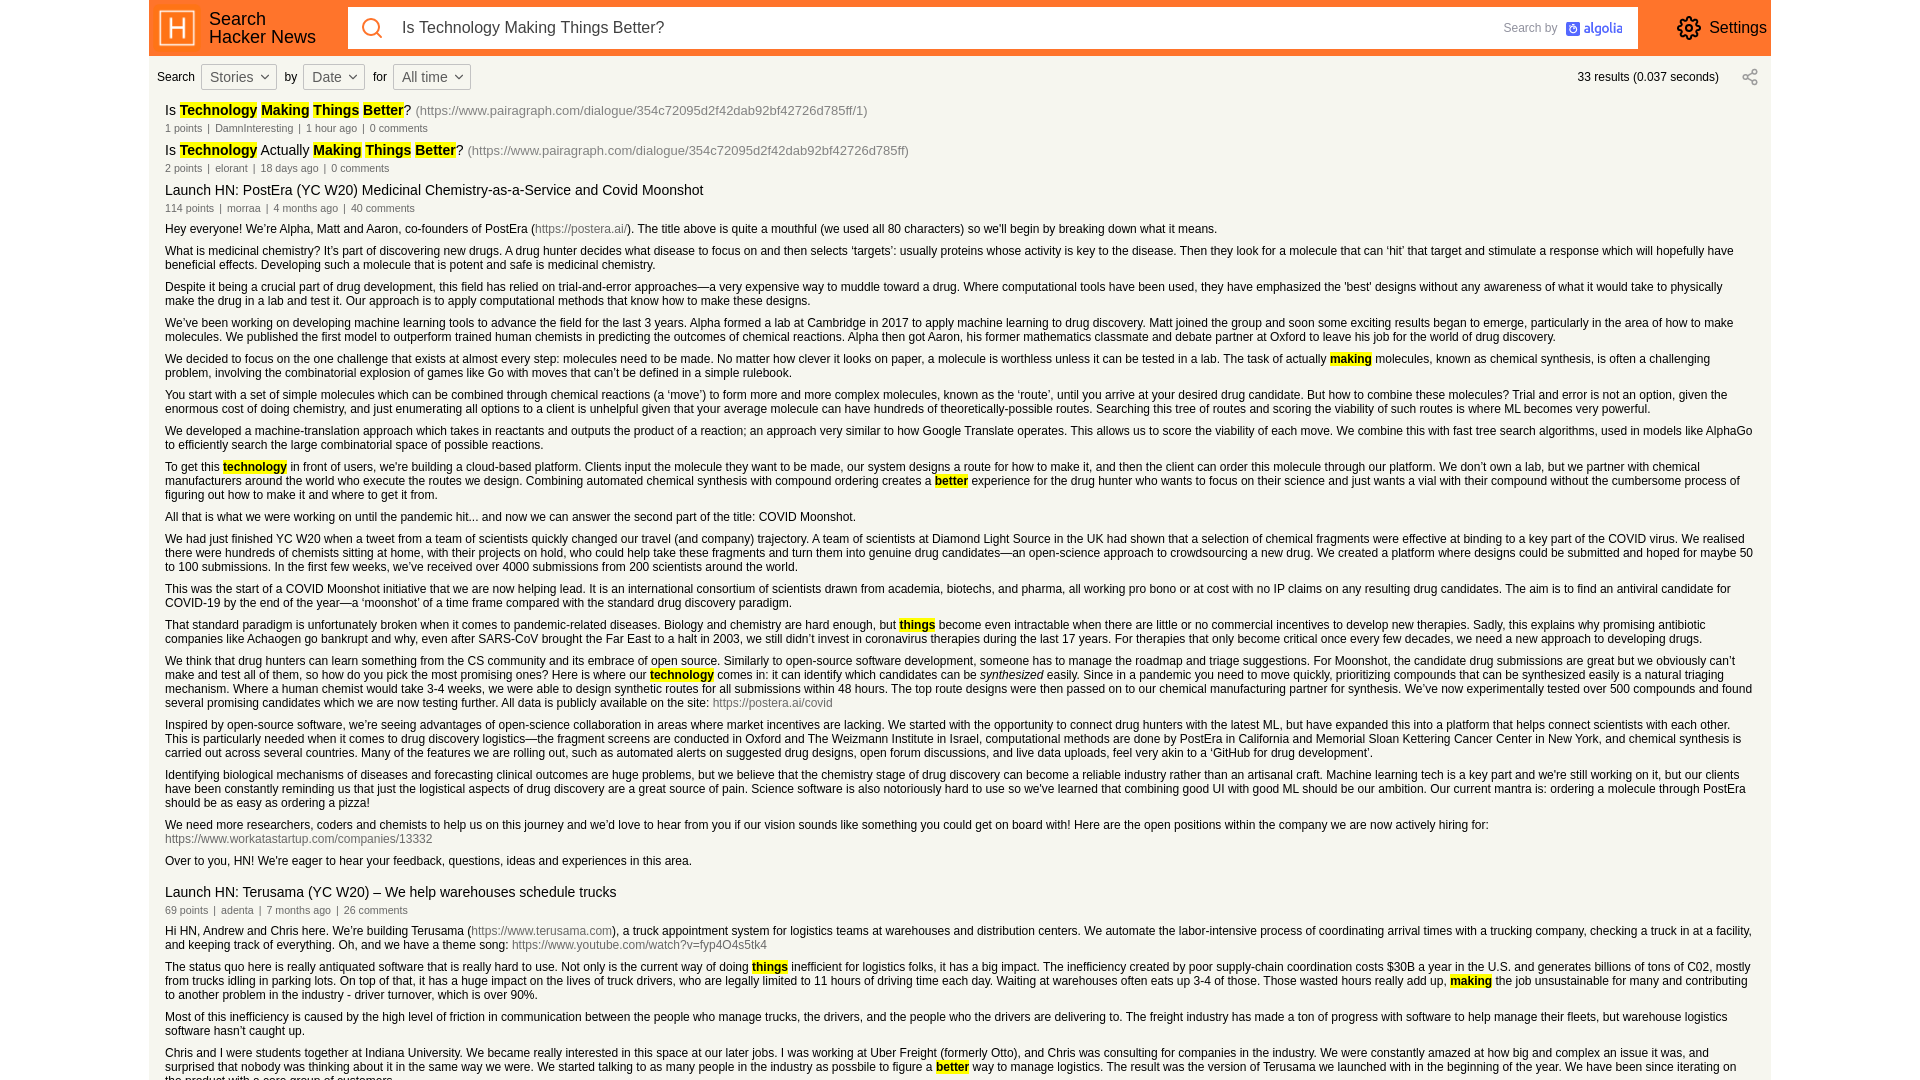 Search
Hacker News
Is Technology Making Things Better?
Search by algolia
Settings
Search Stories by Date for All time
33 results (0.037 seconds)
Is Technology Making Things Better? (https://www.pairagraph.com/dialogue/354c72095d2f42dab92bf42726d785ff/1)
1 points | DamnInteresting | 1 hour ago | 0 comments
Is Technology Actually Making Things Better? (https://www.pairagraph.com/dialogue/354c72095d2f42dab92bf42726d785ff)
2 points | elorant | 18 days ago | 0 comments
Launch HN: PostEra (YC W20) Medicinal Chemistry-as-a-Service and Covid Moonshot
114 points | morraa | 4 months ago | 40 comments
Hey everyone! We’re Alpha, Matt and Aaron, co-founders of PostEra (https://postera.ai/). The title above is quite a mouthful (we used all 80 characters) so we'll begin by breaking down what it means.
What is medicinal chemistry? It’s part of discovering new drugs. A drug hunter decides what disease to focus on and then selects ‘targets’: usually proteins whose activity is key to the disease. Then they look for a molecule that can ‘hit’ that target and stimulate a response which will hopefully have
beneficial effects. Developing such a molecule that is potent and safe is medicinal chemistry.
Despite it being a crucial part of drug development, this field has relied on trial-and-error approaches—a very expensive way to muddle toward a drug. Where computational tools have been used, they have emphasized the 'best' designs without any awareness of what it would take to physically
make the drug in a lab and test it. Our approach is to apply computational methods that know how to make these designs.
We’ve been working on developing machine learning tools to advance the field for the last 3 years. Alpha formed a lab at Cambridge in 2017 to apply machine learning to drug discovery. Matt joined the group and soon some exciting results began to emerge, particularly in the area of how to make
molecules. We published the first model to outperform trained human chemists in predicting the outcomes of chemical reactions. Alpha then got Aaron, his former mathematics classmate and debate partner at Oxford to leave his job for the world of drug discovery.
We decided to focus on the one challenge that exists at almost every step: molecules need to be made. No matter how clever it looks on paper, a molecule is worthless unless it can be tested in a lab. The task of actually making molecules, known as chemical synthesis, is often a challenging
problem, involving the combinatorial explosion of games like Go with moves that can’t be defined in a simple rulebook.
You start with a set of simple molecules which can be combined through chemical reactions (a ‘move’) to form more and more complex molecules, known as the ‘route’, until you arrive at your desired drug candidate. But how to combine these molecules? Trial and error is not an option, given the
enormous cost of doing chemistry, and just enumerating all options to a client is unhelpful given that your average molecule can have hundreds of theoretically-possible routes. Searching this tree of routes and scoring the viability of such routes is where ML becomes very powerful.
We developed a machine-translation approach which takes in reactants and outputs the product of a reaction; an approach very similar to how Google Translate operates. This allows us to score the viability of each move. We combine this with fast tree search algorithms, used in models like AlphaGo
to efficiently search the large combinatorial space of possible reactions.
To get this technology in front of users, we're building a cloud-based platform. Clients input the molecule they want to be made, our system designs a route for how to make it, and then the client can order this molecule through our platform. We don’t own a lab, but we partner with chemical
manufacturers around the world who execute the routes we design. Combining automated chemical synthesis with compound ordering creates a better experience for the drug hunter who wants to focus on their science and just wants a vial with their compound without the cumbersome process of
figuring out how to make it and where to get it from.
All that is what we were working on until the pandemic hit... and now we can answer the second part of the title: COVID Moonshot.
We had just finished YC W20 when a tweet from a team of scientists quickly changed our travel (and company) trajectory. A team of scientists at Diamond Light Source in the UK had shown that a selection of chemical fragments were effective at binding to a key part of the COVID virus. We realised
there were hundreds of chemists sitting at home, with their projects on hold, who could help take these fragments and turn them into genuine drug candidates—an open-science approach to crowdsourcing a new drug. We created a platform where designs could be submitted and hoped for maybe 50
to 100 submissions. In the first few weeks, we’ve received over 4000 submissions from 200 scientists around the world.
This was the start of a COVID Moonshot initiative that we are now helping lead. It is an international consortium of scientists drawn from academia, biotechs, and pharma, all working pro bono or at cost with no IP claims on any resulting drug candidates. The aim is to find an antiviral candidate for
COVID-19 by the end of the year—a ‘moonshot’ of a time frame compared with the standard drug discovery paradigm.
That standard paradigm is unfortunately broken when it comes to pandemic-related diseases. Biology and chemistry are hard enough, but things become even intractable when there are little or no commercial incentives to develop new therapies. Sadly, this explains why promising antibiotic
companies like Achaogen go bankrupt and why, even after SARS-CoV brought the Far East to a halt in 2003, we still didn’t invest in coronavirus therapies during the last 17 years. For therapies that only become critical once every few decades, we need a new approach to developing drugs.
We think that drug hunters can learn something from the CS community and its embrace of open source. Similarly to open-source software development, someone has to manage the roadmap and triage suggestions. For Moonshot, the candidate drug submissions are great but we obviously can’t
make and test all of them, so how do you pick the most promising ones? Here is where our technology comes in: it can identify which candidates can be synthesized easily. Since in a pandemic you need to move quickly, prioritizing compounds that can be synthesized easily is a natural triaging
mechanism. Where a human chemist would take 3-4 weeks, we were able to design synthetic routes for all submissions within 48 hours. The top route designs were then passed on to our chemical manufacturing partner for synthesis. We’ve now experimentally tested over 500 compounds and found
several promising candidates which we are now testing further. All data is publicly available on the site: https://postera.ai/covid
Inspired by open-source software, we’re seeing advantages of open-science collaboration in areas where market incentives are lacking. We started with the opportunity to connect drug hunters with the latest ML, but have expanded this into a platform that helps connect scientists with each other.
This is particularly needed when it comes to drug discovery logistics—the fragment screens are conducted in Oxford and The Weizmann Institute in Israel, computational methods are done by PostEra in California and Memorial Sloan Kettering Cancer Center in New York, and chemical synthesis is
carried out across several countries. Many of the features we are rolling out, such as automated alerts on suggested drug designs, open forum discussions, and live data uploads, feel very akin to a ‘GitHub for drug development’.
Identifying biological mechanisms of diseases and forecasting clinical outcomes are huge problems, but we believe that the chemistry stage of drug discovery can become a reliable industry rather than an artisanal craft. Machine learning tech is a key part and we're still working on it, but our clients
have been constantly reminding us that just the logistical aspects of drug discovery are a great source of pain. Science software is also notoriously hard to use so we've learned that combining good UI with good ML should be our ambition. Our current mantra is: ordering a molecule through PostEra
should be as easy as ordering a pizza!
We need more researchers, coders and chemists to help us on this journey and we’d love to hear from you if our vision sounds like something you could get on board with! Here are the open positions within the company we are now actively hiring for:
https://www.workatastartup.com/companies/13332
Over to you, HN! We're eager to hear your feedback, questions, ideas and experiences in this area.
Launch HN: Terusama (YC W20) – We help warehouses schedule trucks
69 points | adenta | 7 months ago | 26 comments
Hi HN, Andrew and Chris here. We’re building Terusama (https://www.terusama.com), a truck appointment system for logistics teams at warehouses and distribution centers. We automate the labor-intensive process of coordinating arrival times with a trucking company, checking a truck in at a facility,
and keeping track of everything. Oh, and we have a theme song: https://www.youtube.com/watch?v=fyp4O4s5tk4
The status quo here is really antiquated software that is really hard to use. Not only is the current way of doing things inefficient for logistics folks, it has a big impact. The inefficiency created by poor supply-chain coordination costs $30B a year in the U.S. and generates billions of tons of C02, mostly
from trucks idling in parking lots. On top of that, it has a huge impact on the lives of truck drivers, who are legally limited to 11 hours of driving time each day. Waiting at warehouses often eats up 3-4 of those. Those wasted hours really add up, making the job unsustainable for many and contributing
to another problem in the industry - driver turnover, which is over 90%.
Most of this inefficiency is caused by the high level of friction in communication between the people who manage trucks, the drivers, and the people who the drivers are delivering to. The freight industry has made a ton of progress with software to help manage their fleets, but warehouse logistics
software hasn’t caught up.
Chris and I were students together at Indiana University. We became really interested in this space at our later jobs. I was working at Uber Freight (formerly Otto), and Chris was consulting for companies in the industry. We were constantly amazed at how big and complex an issue it was, and
surprised that nobody was thinking about it in the same way we were. We started talking to as many people in the industry as possbile to figure a better way to manage logistics. The result was the version of Terusama we launched with in the beginning of the year. We have been since iterating on
the product with a core group of customers.